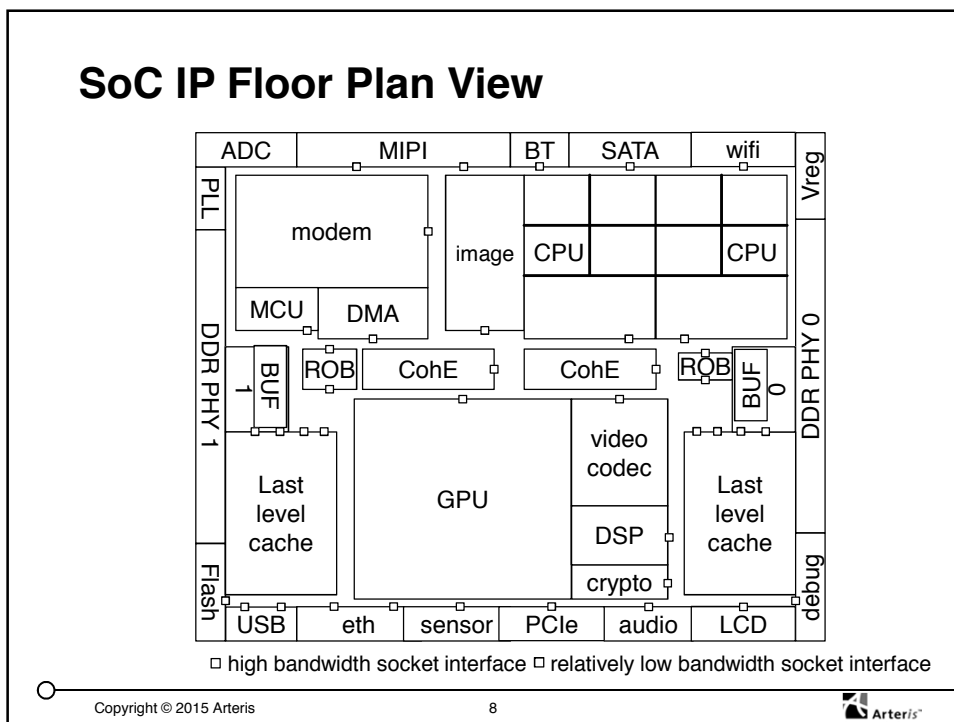 SoC IP Floor Plan View
ADC
MIPI
BT
SATA
wifi
Vreg
PLL
modem
image
CPU
CPU
MCU
DMA
DDR PHY 1
DDR PHY 0
BUF
1
ROB
CohE
CohE
ROB
BUF
0
Last
level
cache
GPU
video
codec
DSP
crypto
Last
level
cache
Flash
debug
USB
eth
sensor
PCIe
audio
LCD
high bandwidth socket interface relatively low bandwidth socket interface
Copyright © 2015 Arteris
8
Arteris™